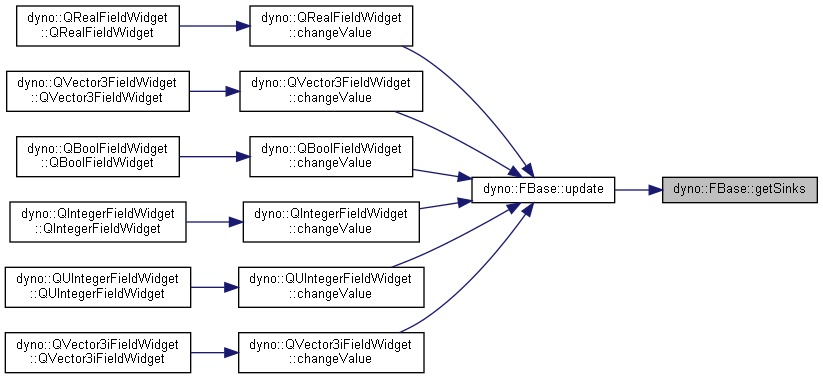 dyno::QRealFieldWidget
::QRealFieldWidget
dyno::QRealFieldWidget
::changeValue
dyno::QVector3FieldWidget
::QVector3FieldWidget
dyno::QVector3FieldWidget
::changeValue
dyno::QBoolFieldWidget
::QBoolFieldWidget
dyno::QBoolFieldWidget
::changeValue
dyno::FBase::update
dyno::FBase::getSinks
dyno::QIntegerFieldWidget
::QIntegerFieldWidget
dyno::QIntegerFieldWidget
::changeValue
dyno::QUIntegerFieldWidget
::QUIntegerFieldWidget
dyno::QUIntegerFieldWidget
::changeValue
dyno::QVector3iFieldWidget
::QVector3iFieldWidget
dyno::QVector3iFieldWidget
::changeValue